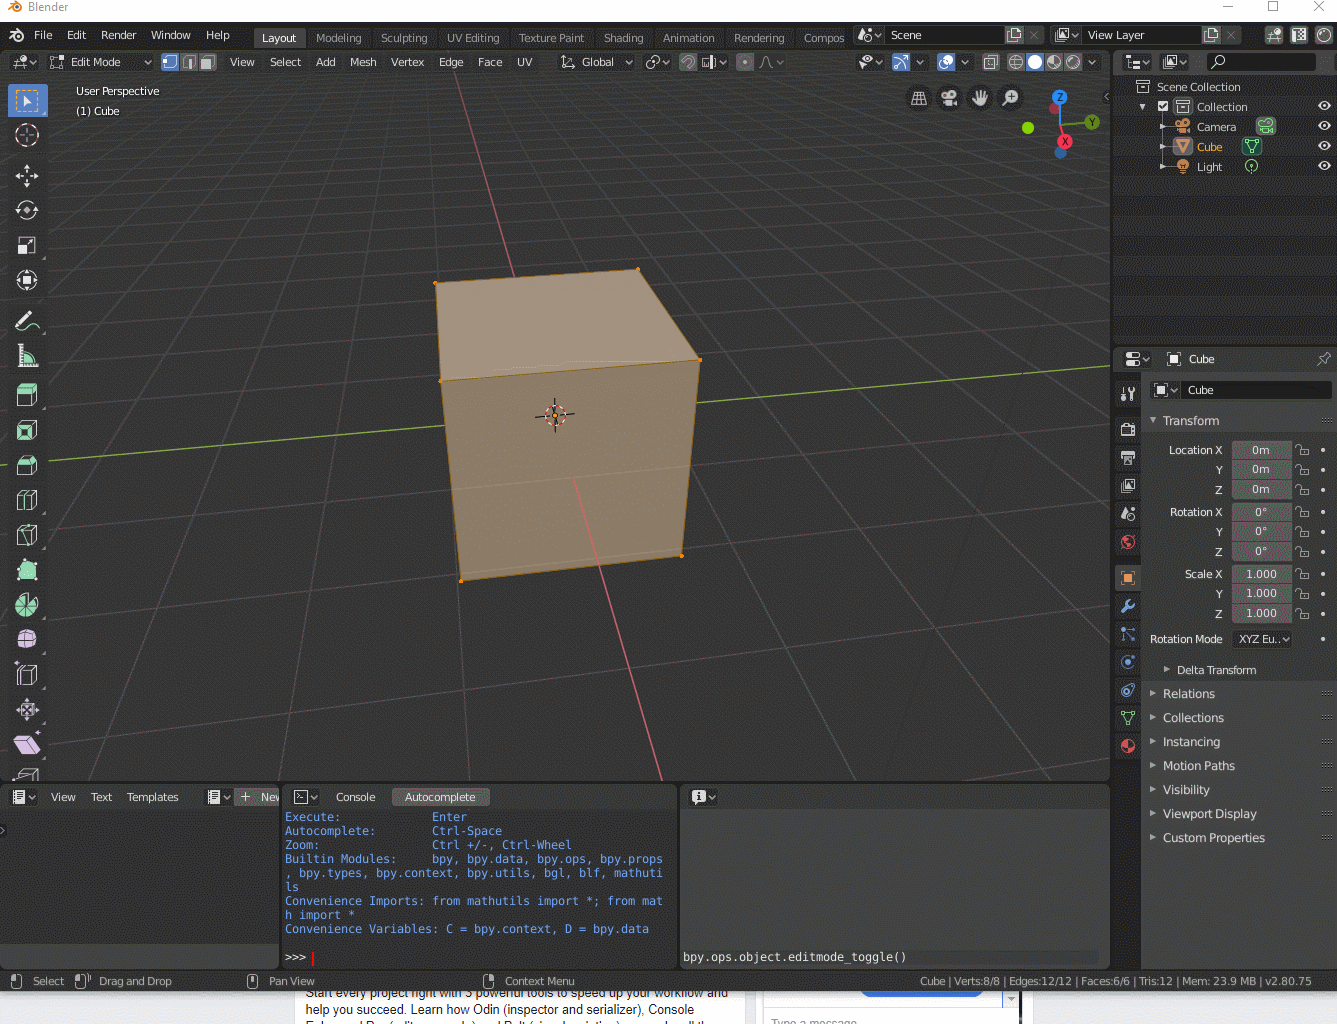 Blender
File Edit Render Window Help Layout Modeling Sculpting UV Editing Texture Paint Shading Animation Rendering Compos Scene View Layer
Edit Mode View Select Add Mesh Vertex Edge Face UV Global
User Perspective
(1) Cube
Z
Y
X
Scene Collection
Collection
Camera
Cube
Light
Cube
Cube
Transform
Location X 0m
Y 0m
Z 0m
Rotation X 0°
Y 0°
Z 0°
Scale X 1.000
Y 1.000
Z 1.000
Rotation Mode XYZ Eu..
Delta Transform
Relations
Collections
Instancing
Motion Paths
Visibility
Viewport Display
Custom Properties
View Text Templates + New
Console Autocomplete
Execute: Enter
Autocomplete: Ctrl-Space
Zoom: Ctrl +/-, Ctrl-Wheel
Builtin Modules: bpy, bpy.data, bpy.ops, bpy.props
, bpy.types, bpy.context, bpy.utils, bgl, blf, mathuti
ls
Convenience Imports: from mathutils import *; from mat
h import *
Convenience Variables: C = bpy.context, D = bpy.data
>>>
bpy.ops.object.editmode_toggle()
Select Drag and Drop Pan View Context Menu Cube | Verts:8/8 | Edges:12/12 | Faces:6/6 | Tris:12 | Mem: 23.9 MB | v2.80.75
Start every project right with 3 powerful tools to speed up your workflow and
help you succeed. Learn how Odin (inspector and serializer), Console
Type a message